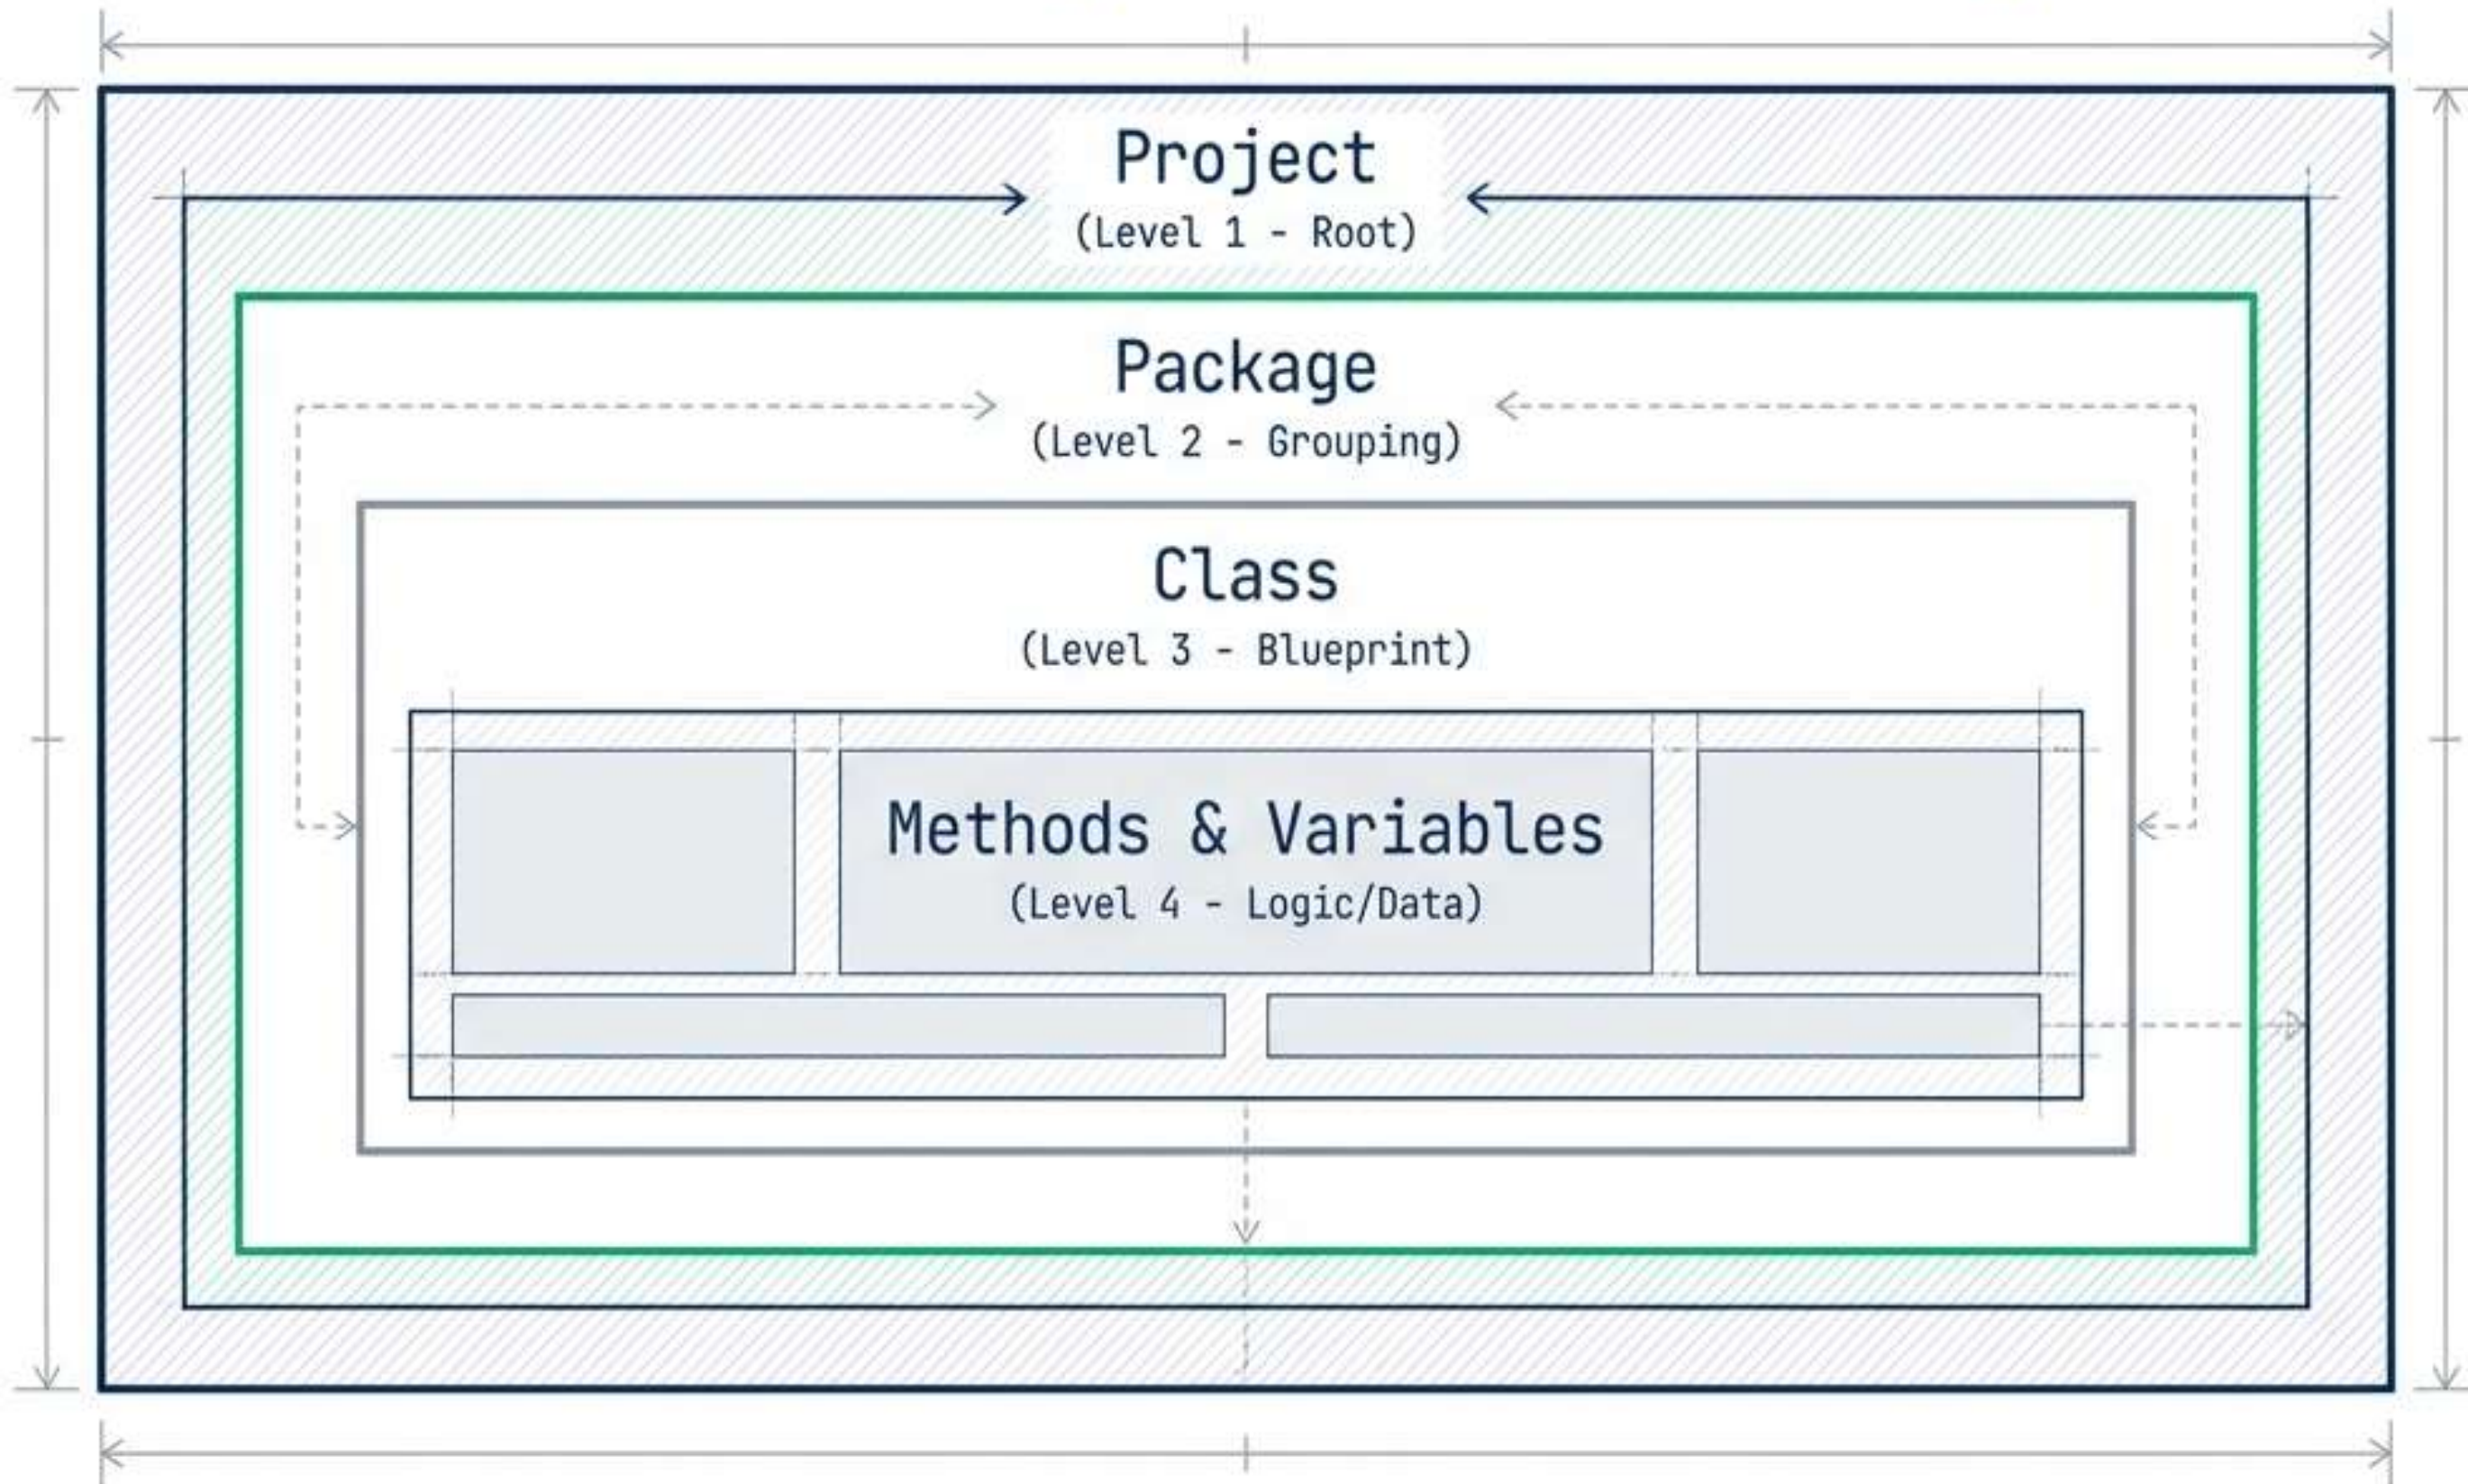 Project
(Level 1 - Root)
Package
(Level 2 - Grouping)
Class
(Level 3 - Blueprint)
Methods & Variables
(Level 4 - Logic/Data)